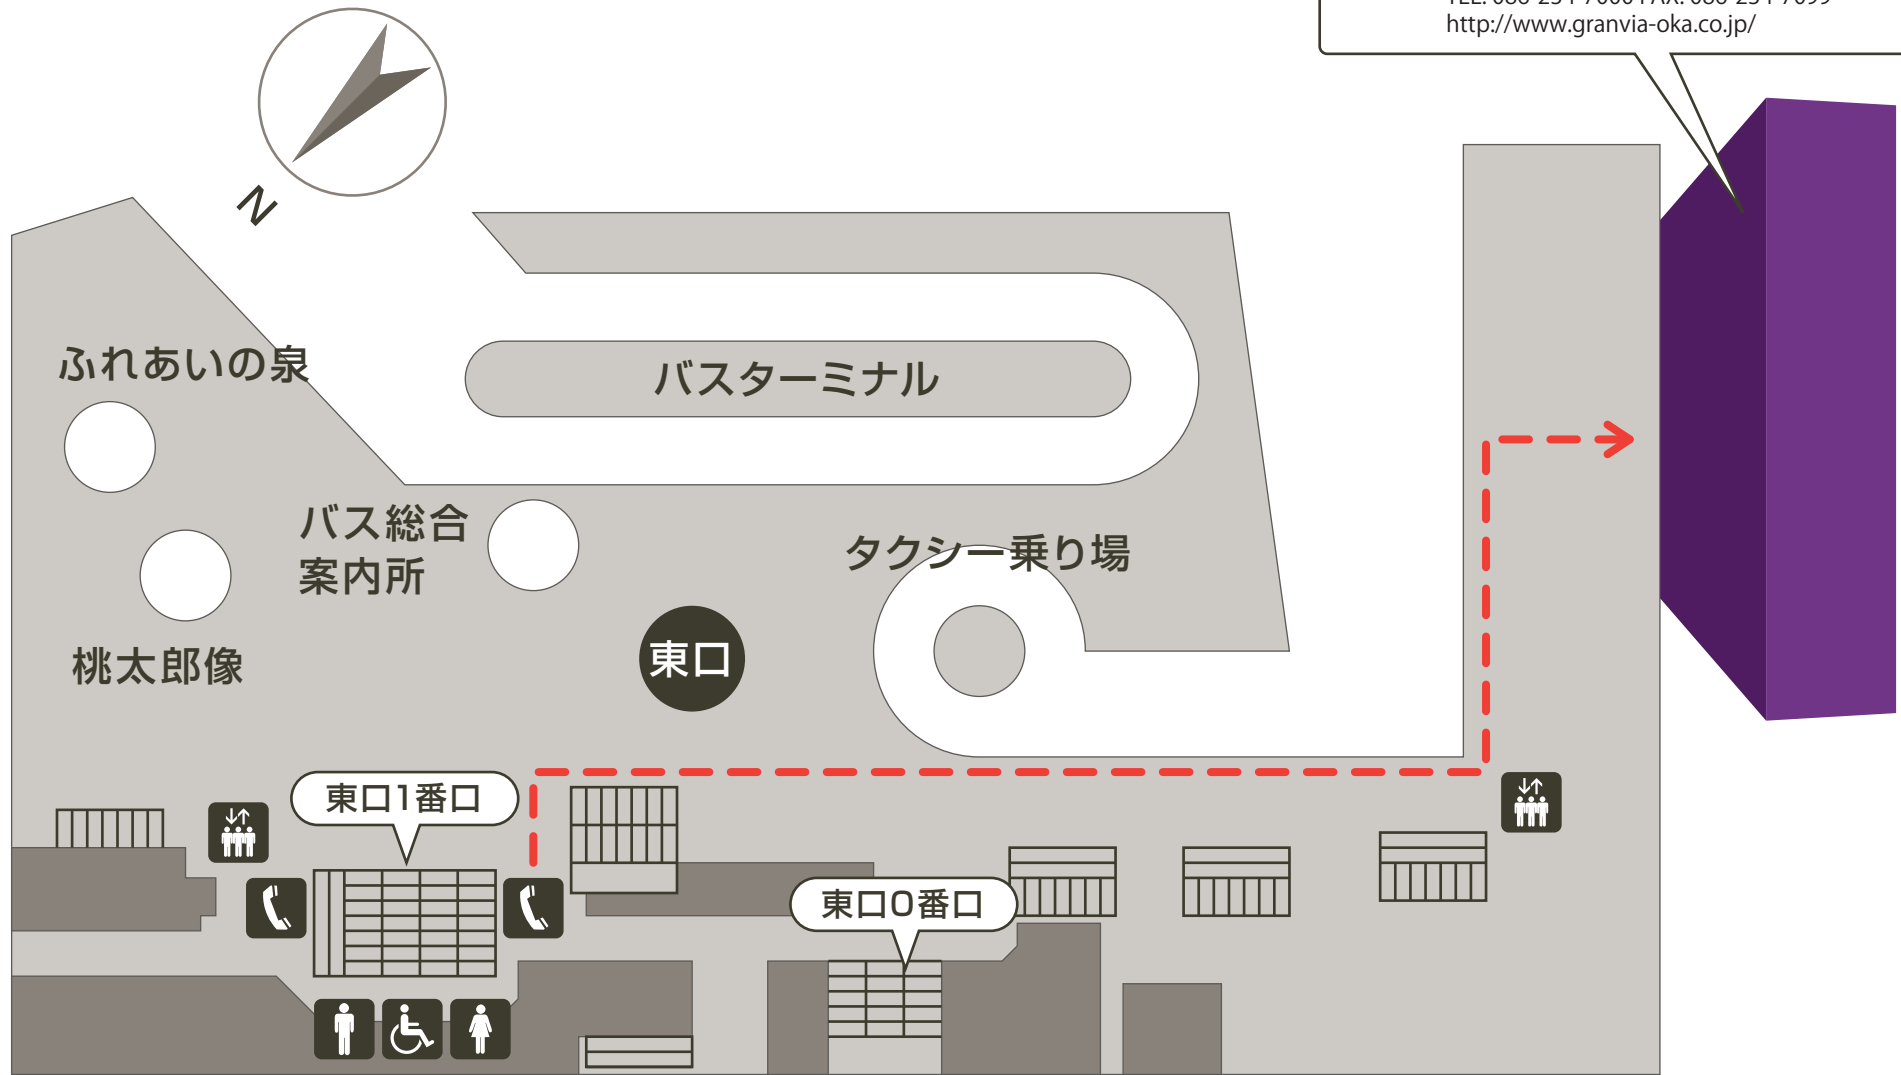 http://www.granvia-oka.co.jp/
N
ふれあいの泉
バスターミナル
バス総合
案内所
タクシー乗り場
桃太郎像
東口
東口1番口
東口0番口